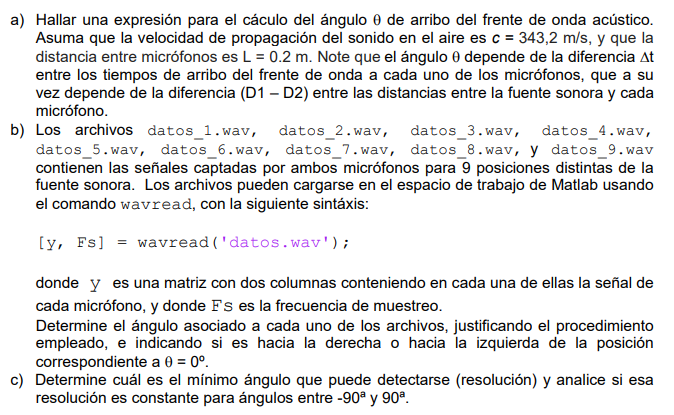 a) Hallar una expresión para el cáculo del ángulo θ de arribo del frente de onda acústico.
Asuma que la velocidad de propagación del sonido en el aire es c = 343,2 m/s, y que la
distancia entre micrófonos es L = 0.2 m. Note que el ángulo θ depende de la diferencia Δt
entre los tiempos de arribo del frente de onda a cada uno de los micrófonos, que a su
vez depende de la diferencia (D1 – D2) entre las distancias entre la fuente sonora y cada
micrófono.
b) Los archivos datos_1.wav, datos_2.wav, datos_3.wav, datos_4.wav,
datos_5.wav, datos_6.wav, datos_7.wav, datos_8.wav, y datos_9.wav
contienen las señales captadas por ambos micrófonos para 9 posiciones distintas de la
fuente sonora. Los archivos pueden cargarse en el espacio de trabajo de Matlab usando
el comando wavread, con la siguiente sintáxis:
[y, Fs] = wavread('datos.wav');
donde y es una matriz con dos columnas conteniendo en cada una de ellas la señal de
cada micrófono, y donde Fs es la frecuencia de muestreo.
Determine el ángulo asociado a cada uno de los archivos, justificando el procedimiento
empleado, e indicando si es hacia la derecha o hacia la izquierda de la posición
correspondiente a θ = 0º.
c) Determine cuál es el mínimo ángulo que puede detectarse (resolución) y analice si esa
resolución es constante para ángulos entre -90ª y 90ª.